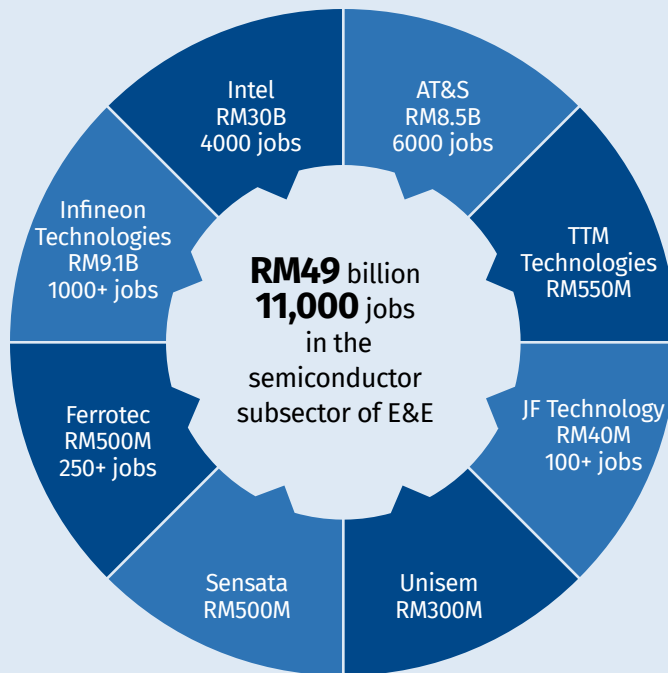 Intel
RM30B
4000 jobs
AT&S
RM8.5B
6000 jobs
TTM
Technologies
RM550M
JF Technology
RM40M
100+ jobs
Unisem
RM300M
Sensata
RM500M
Ferrotec
RM500M
250+ jobs
Infineon
Technologies
RM9.1B
1000+ jobs
RM49 billion
11,000 jobs
in the
semiconductor
subsector of E&E